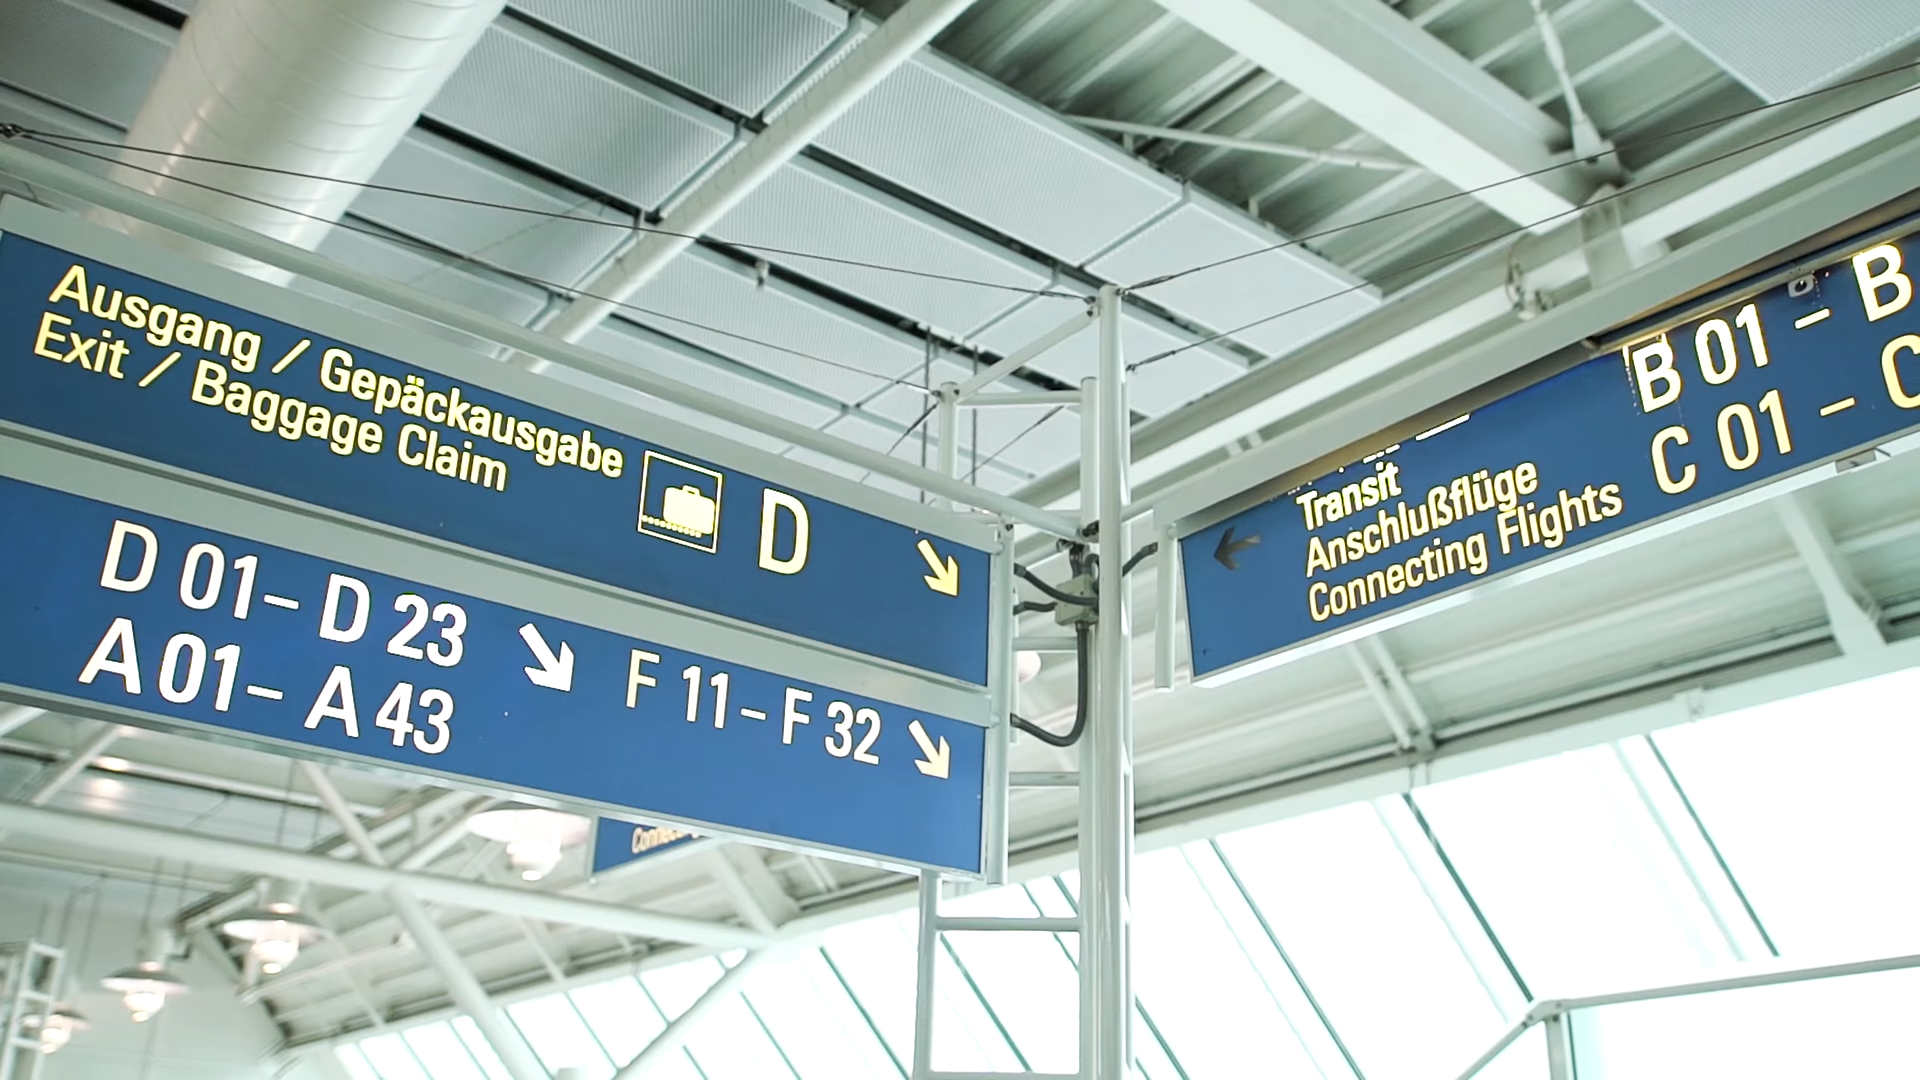 Ausgang / Gepäckausgabe
Exit / Baggage Claim
D
D 01 – D 23
A 01 – A 43
F 11 – F 32
Transit
Anschlußflüge
Connecting Flights
B 01 – B
C 01 – C